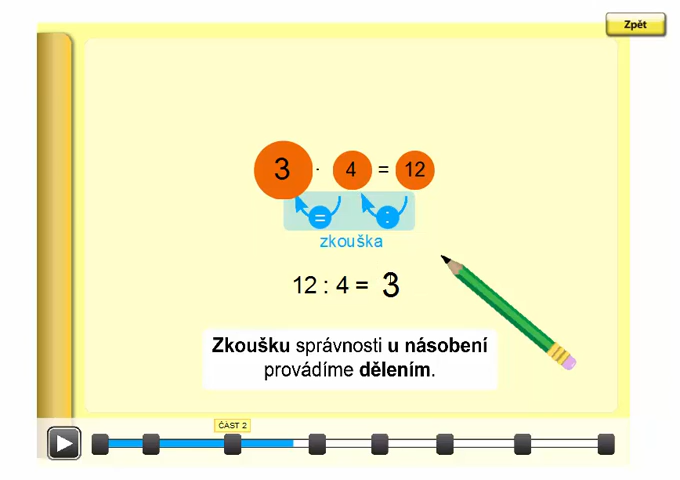 Zpět
3 · 4 = 12
= :
zkouška
12 : 4 = 3
Zkoušku správnosti u násobení
provádíme dělením.
ČÁST 2